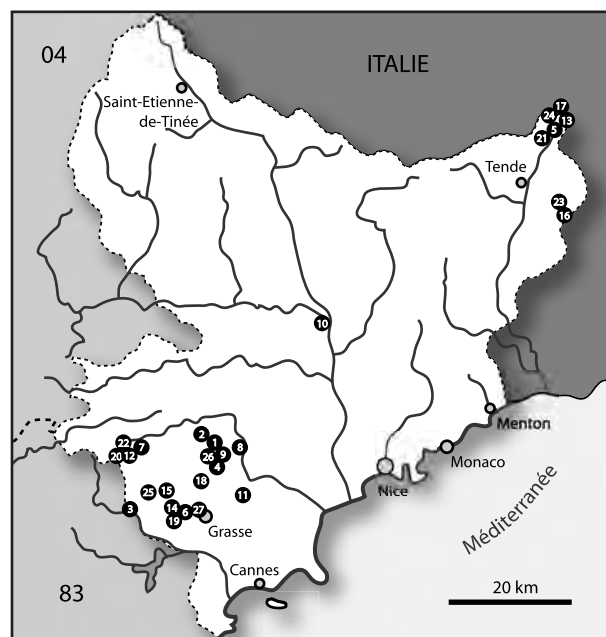 04
ITALIE
Saint-Etienne-
de-Tinée
17
24
13
5
21
Tende
23
16
10
Menton
Monaco
Nice
Méditerranée
2
1
22
7
8
9
20
12
26
4
18
25
15
11
3
14
6
27
19
Grasse
Cannes
83
20 km